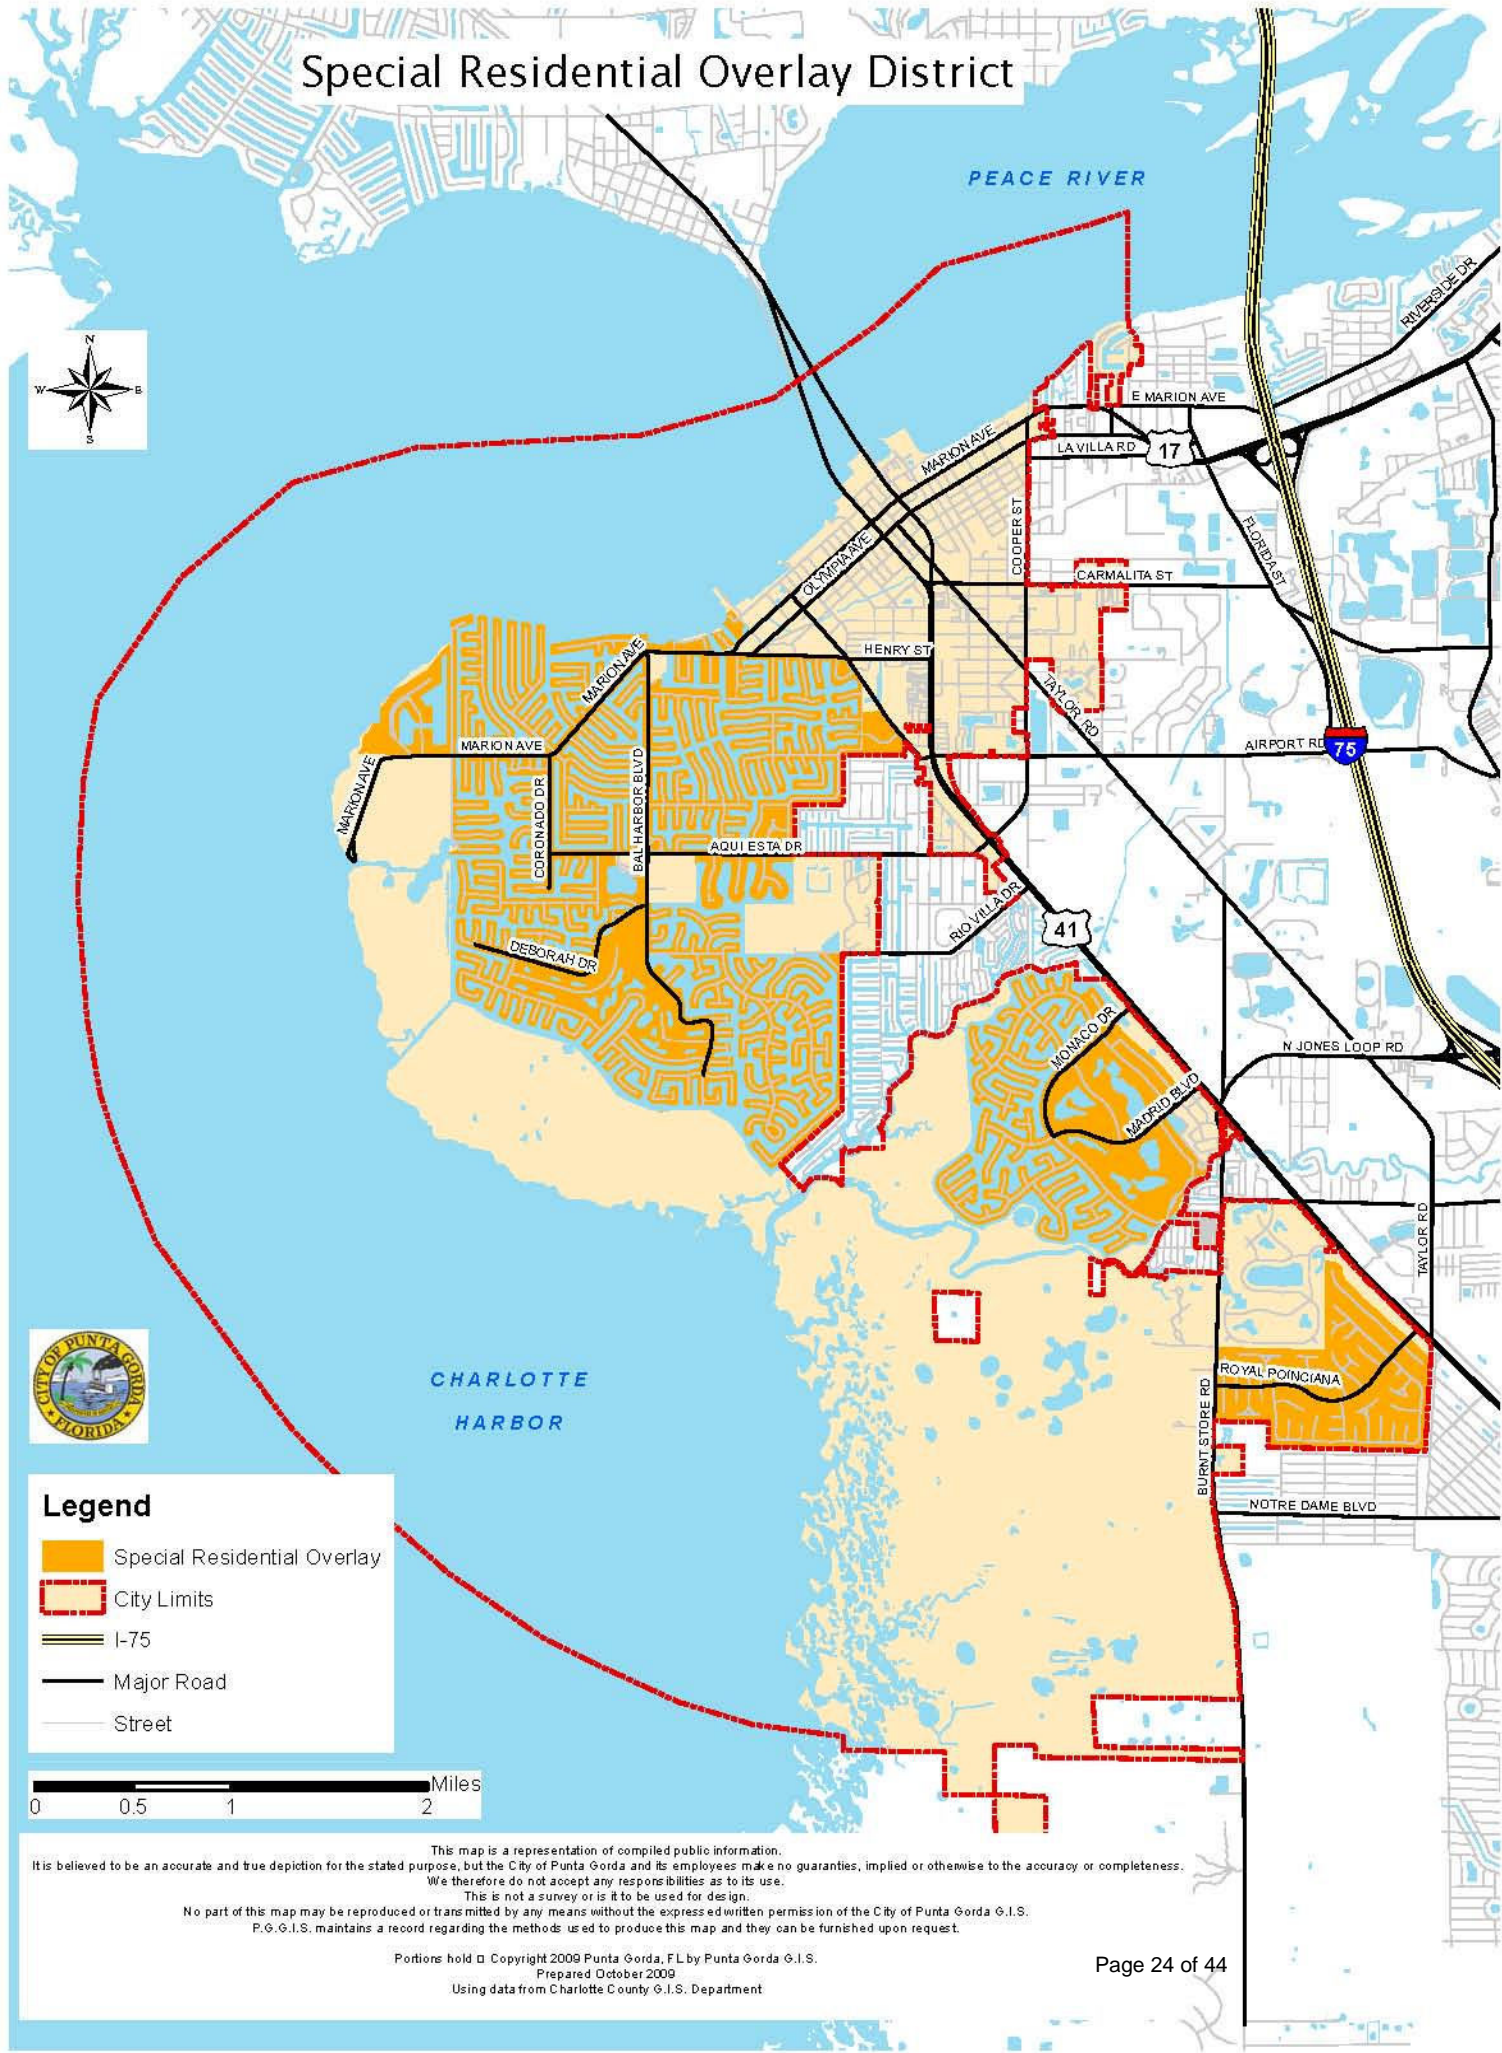 Special Residential Overlay District
PEACE RIVER
RIVERSIDE DR
N
W
E
S
E MARION AVE
MARION AVE
LA VILLA RD
17
COOPER ST
FLORIDA ST
OLYMPIA AVE
CARMALITA ST
HENRY ST
MARION AVE
TAYLOR RD
MARION AVE
AIRPORT RD
75
MARION AVE
CORONADO DR
BAL HARBOR BLVD
AQUI ESTA DR
RIO VILLA DR
41
DEBORAH DR
MONACO DR
N JONES LOOP RD
MADRID BLVD
TAYLOR RD
CITY OF PUNTA GORDA
FLORIDA
CHARLOTTE
HARBOR
ROYAL POINCIANA
BURNT STORE RD
NOTRE DAME BLVD
Legend
Special Residential Overlay
City Limits
I-75
Major Road
Street
Miles
0 0.5 1 2
This map is a representation of compiled public information.
It is believed to be an accurate and true depiction for the stated purpose, but the City of Punta Gorda and its employees make no guaranties, implied or otherwise to the accuracy or completeness.
We therefore do not accept any responsibilities as to its use.
This is not a survey or is it to be used for design.
No part of this map may be reproduced or transmitted by any means without the expressed written permission of the City of Punta Gorda G.I.S.
P.G.G.I.S. maintains a record regarding the methods used to produce this map and they can be furnished upon request.
Portions hold □ Copyright 2009 Punta Gorda, FL by Punta Gorda G.I.S.
Prepared October 2009
Using data from Charlotte County G.I.S. Department
Page 24 of 44